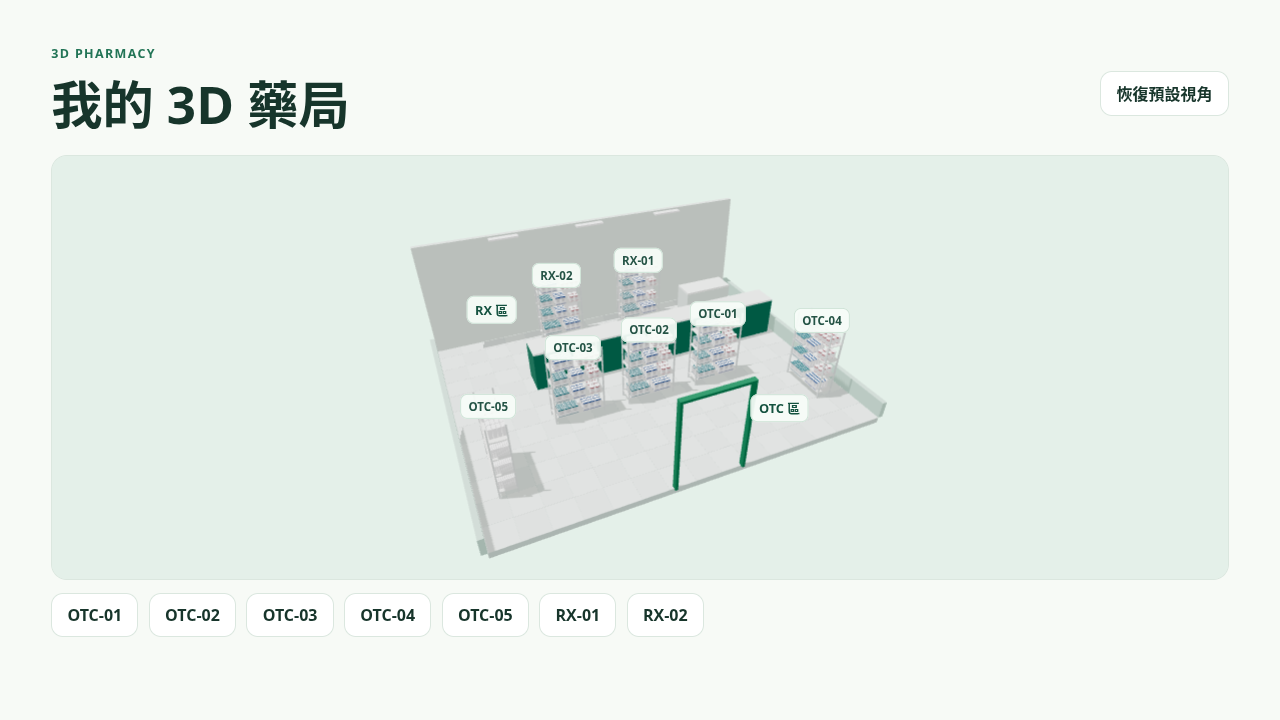 3D PHARMACY
我的 3D 藥局
恢復預設視角
RX-01
RX-02
RX 區
OTC-01
OTC-04
OTC-02
OTC-03
OTC-05
OTC 區
OTC-01
OTC-02
OTC-03
OTC-04
OTC-05
RX-01
RX-02